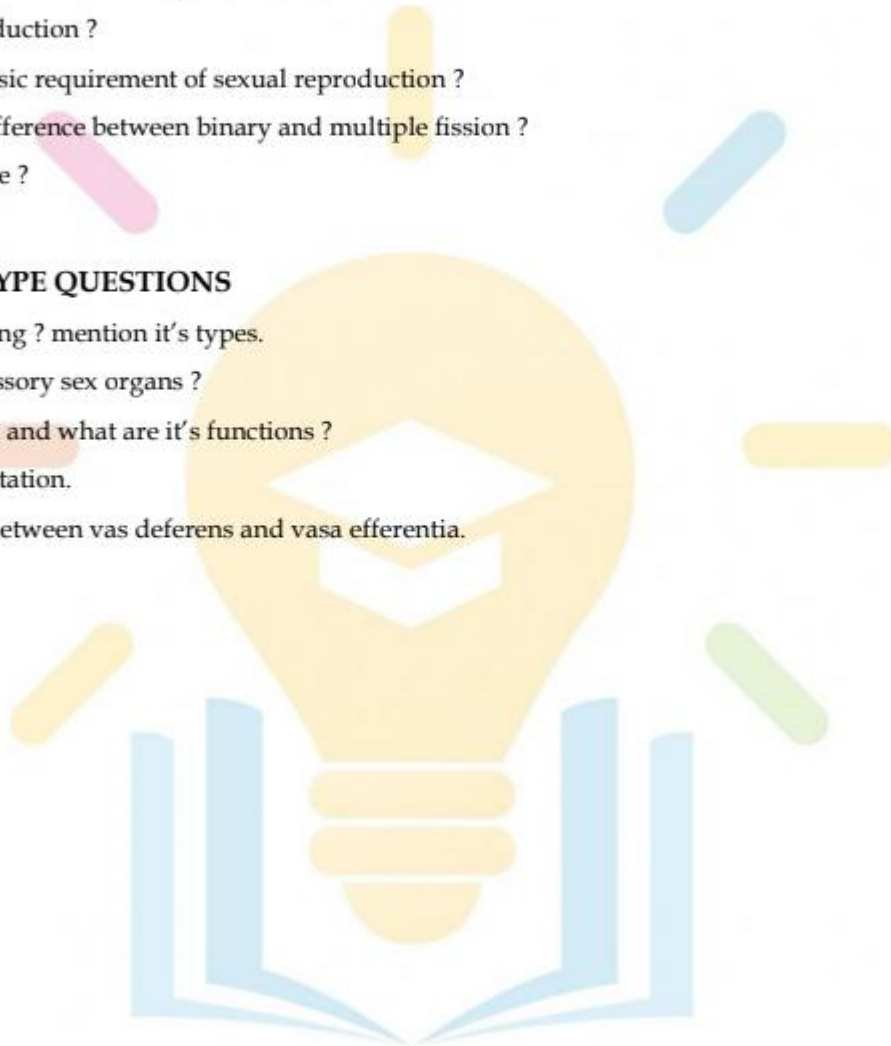 duction ?
sic requirement of sexual reproduction ?
fference between binary and multiple fission ?
e ?
YPE QUESTIONS
ng ? mention it's types.
ssory sex organs ?
and what are it's functions ?
tation.
etween vas deferens and vasa efferentia.